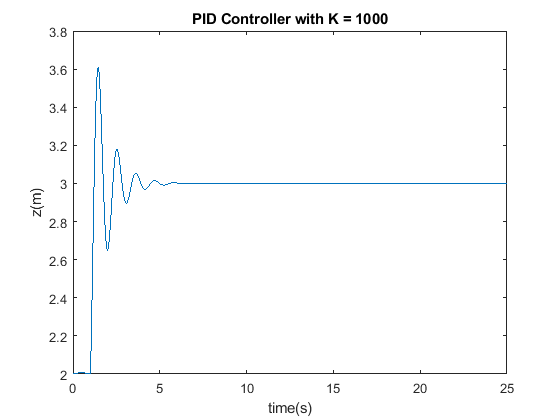 PID Controller with K = 1000
3.8
3.6
3.4
3.2
3
2.8
2.6
2.4
2.2
2
z(m)
0 5 10 15 20 25
time(s)